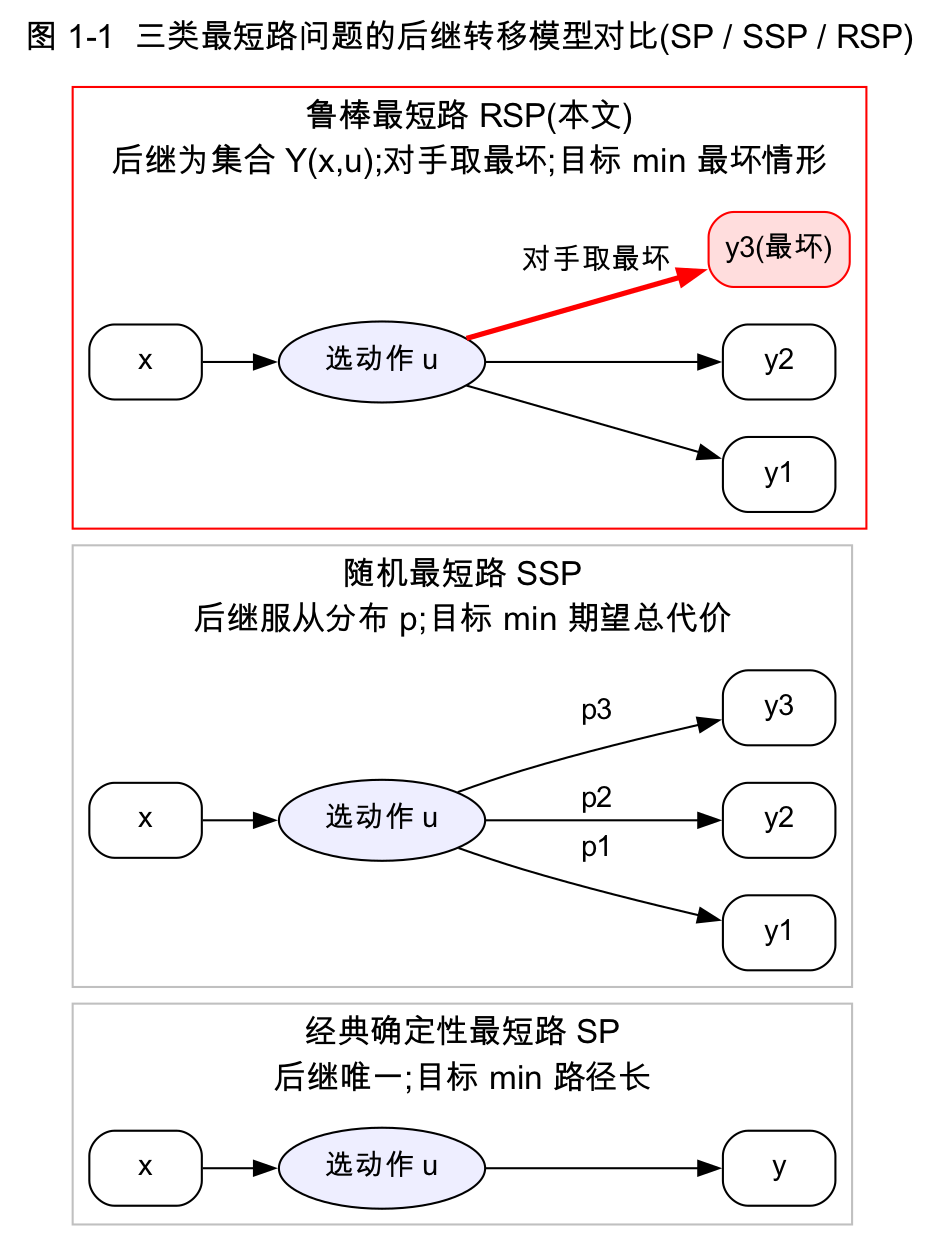 图 1-1 三类最短路问题的后继转移模型对比(SP / SSP / RSP)
鲁棒最短路 RSP(本文)
后继为集合 Y(x,u);对手取最坏;目标 min 最坏情形
对手取最坏
y3(最坏)
x
选动作 u
y2
y1
随机最短路 SSP
后继服从分布 p;目标 min 期望总代价
p3
y3
x
选动作 u
p2
y2
p1
y1
经典确定性最短路 SP
后继唯一;目标 min 路径长
x
选动作 u
y